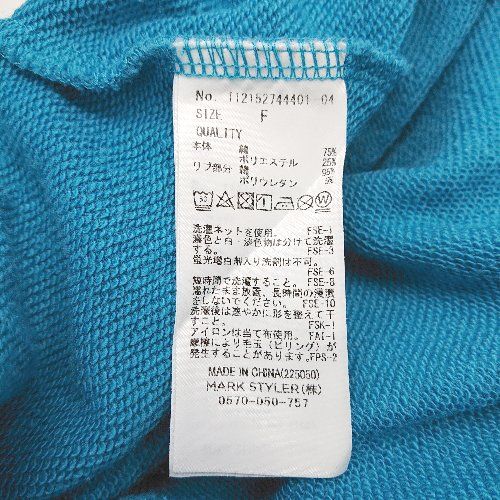 No. 112152744401-04
SIZE F
QUALITY
本体 綿 75%
ポリエステル 25%
リブ部分 綿 95%
ポリウレタン 5%
洗濯ネットを使用。 FSE-1
濃色と白・淡色物は分けて洗濯
する。 FSE-3
蛍光増白剤入り洗剤は不可。
FSE-6
短時間で洗濯すること。 FSE-8
濡れたまま放置、長時間の浸漬
をしないでください。 FSE-10
洗濯後は速やかに形を整えて干
すこと。 FSK-1
アイロンは当て布使用。 FAI-1
摩擦により毛玉(ピリング)が
発生することがあります。FPS-2
MADE IN CHINA(225050)
MARK STYLER(株)
0570-050-757